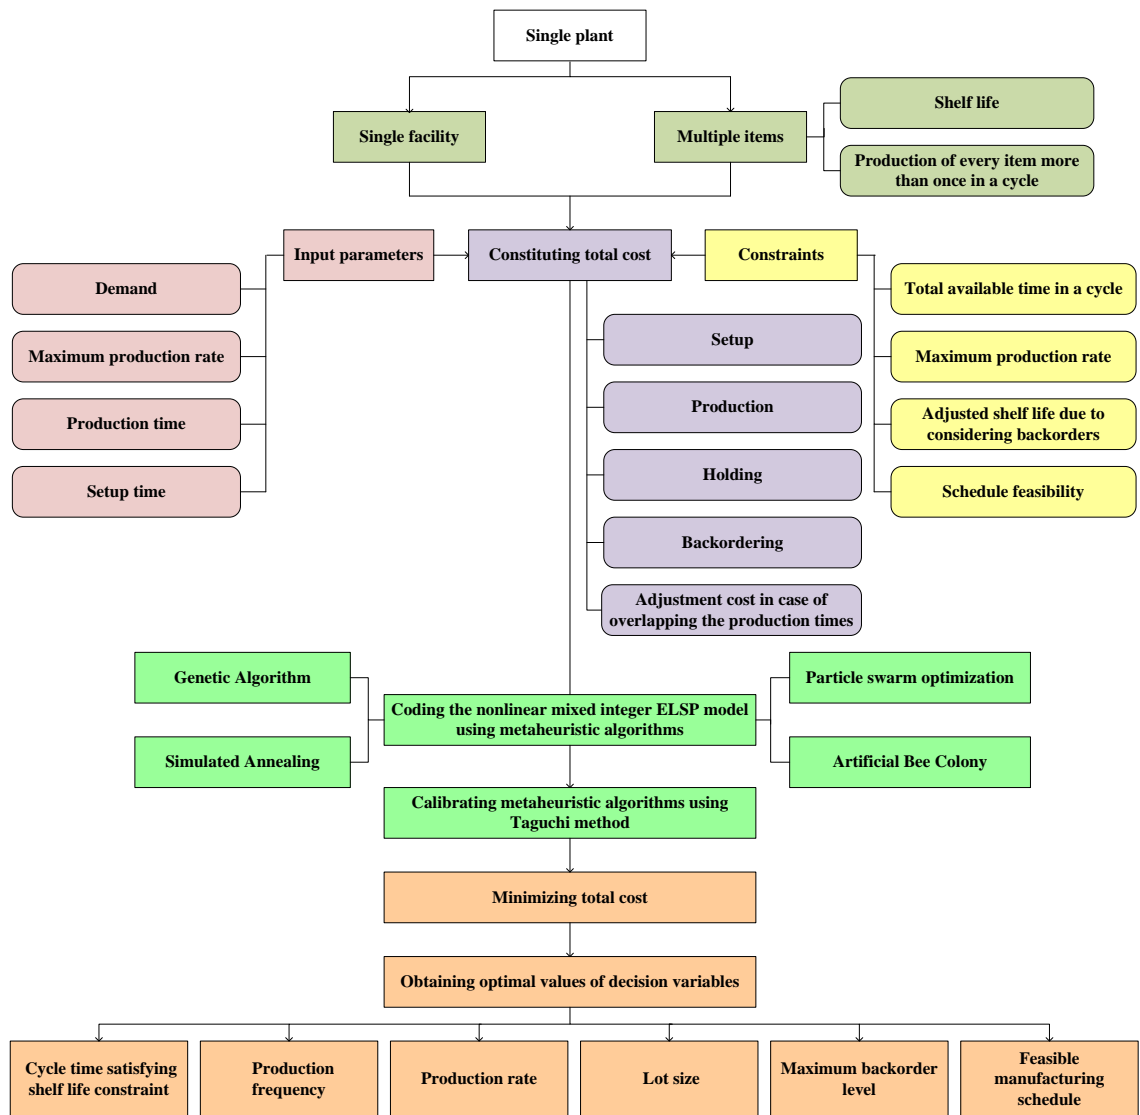 Single plant
Single facility
Multiple items
Shelf life
Production of every item more
than once in a cycle
Input parameters
Constituting total cost
Constraints
Demand
Maximum production rate
Production time
Setup time
Setup
Production
Holding
Backordering
Adjustment cost in case of
overlapping the production times
Total available time in a cycle
Maximum production rate
Adjusted shelf life due to
considering backorders
Schedule feasibility
Genetic Algorithm
Simulated Annealing
Coding the nonlinear mixed integer ELSP model
using metaheuristic algorithms
Particle swarm optimization
Artificial Bee Colony
Calibrating metaheuristic algorithms using
Taguchi method
Minimizing total cost
Obtaining optimal values of decision variables
Cycle time satisfying
shelf life constraint
Production
frequency
Production rate
Lot size
Maximum backorder
level
Feasible
manufacturing
schedule